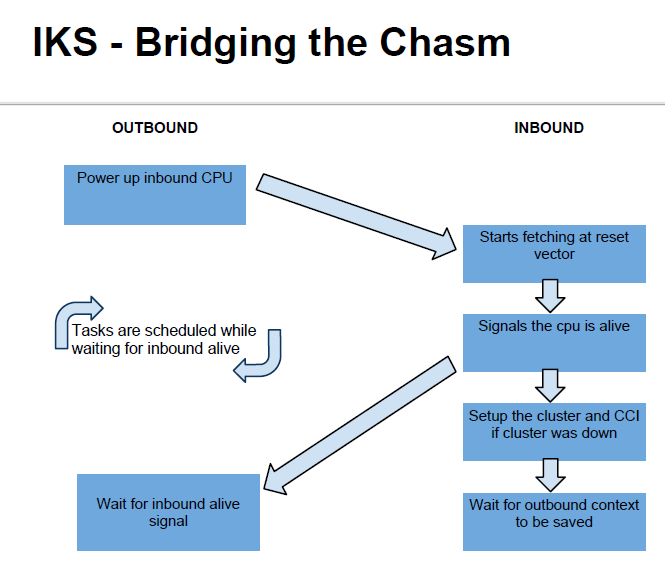 IKS - Bridging the Chasm
OUTBOUND
INBOUND
Power up inbound CPU
Starts fetching at reset
vector
Tasks are scheduled while
waiting for inbound alive
Signals the cpu is alive
Setup the cluster and CCI
if cluster was down
Wait for inbound alive
signal
Wait for outbound context
to be saved